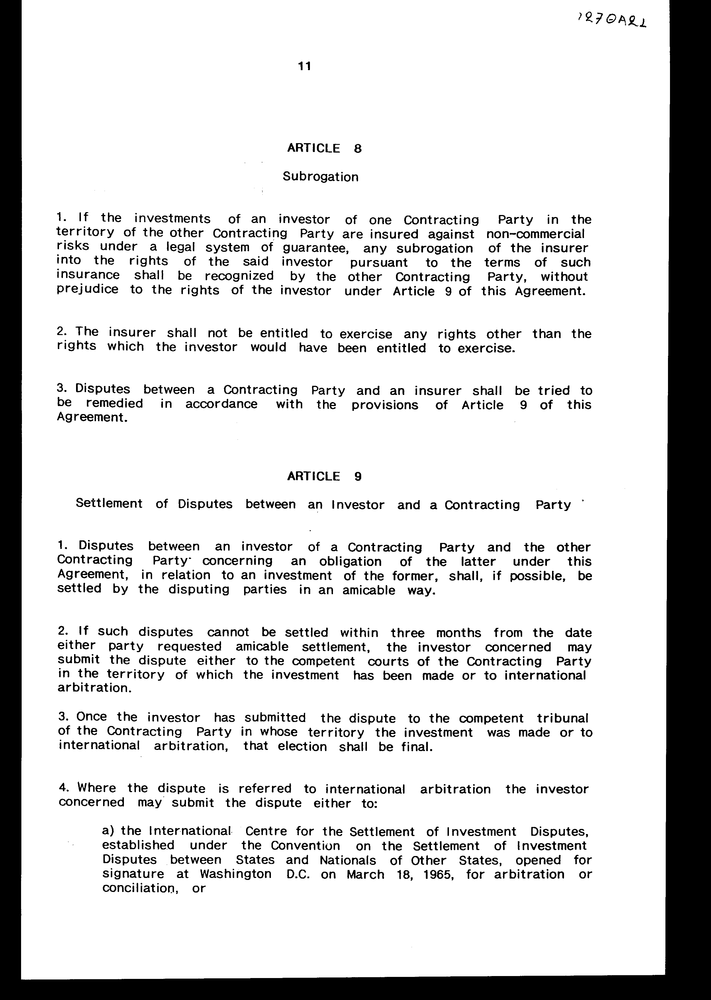 1270A21
11
ARTICLE 8
Subrogation
1. If the investments of an investor of one Contracting Party in the
territory of the other Contracting Party are insured against non-commercial
risks under a legal system of guarantee, any subrogation of the insurer
into the rights of the said investor pursuant to the terms of such
insurance shall be recognized by the other Contracting Party, without
prejudice to the rights of the investor under Article 9 of this Agreement.
2. The insurer shall not be entitled to exercise any rights other than the
rights which the investor would have been entitled to exercise.
3. Disputes between a Contracting Party and an insurer shall be tried to
be remedied in accordance with the provisions of Article 9 of this
Agreement.
ARTICLE 9
Settlement of Disputes between an Investor and a Contracting Party
1. Disputes between an investor of a Contracting Party and the other
Contracting Party concerning an obligation of the latter under this
Agreement, in relation to an investment of the former, shall, if possible, be
settled by the disputing parties in an amicable way.
2. If such disputes cannot be settled within three months from the date
either party requested amicable settlement, the investor concerned may
submit the dispute either to the competent courts of the Contracting Party
in the territory of which the investment has been made or to international
arbitration.
3. Once the investor has submitted the dispute to the competent tribunal
of the Contracting Party in whose territory the investment was made or to
international arbitration, that election shall be final.
4. Where the dispute is referred to international arbitration the investor
concerned may submit the dispute either to:
a) the International Centre for the Settlement of Investment Disputes,
established under the Convention on the Settlement of Investment
Disputes between States and Nationals of Other States, opened for
signature at Washington D.C. on March 18, 1965, for arbitration or
conciliation, or